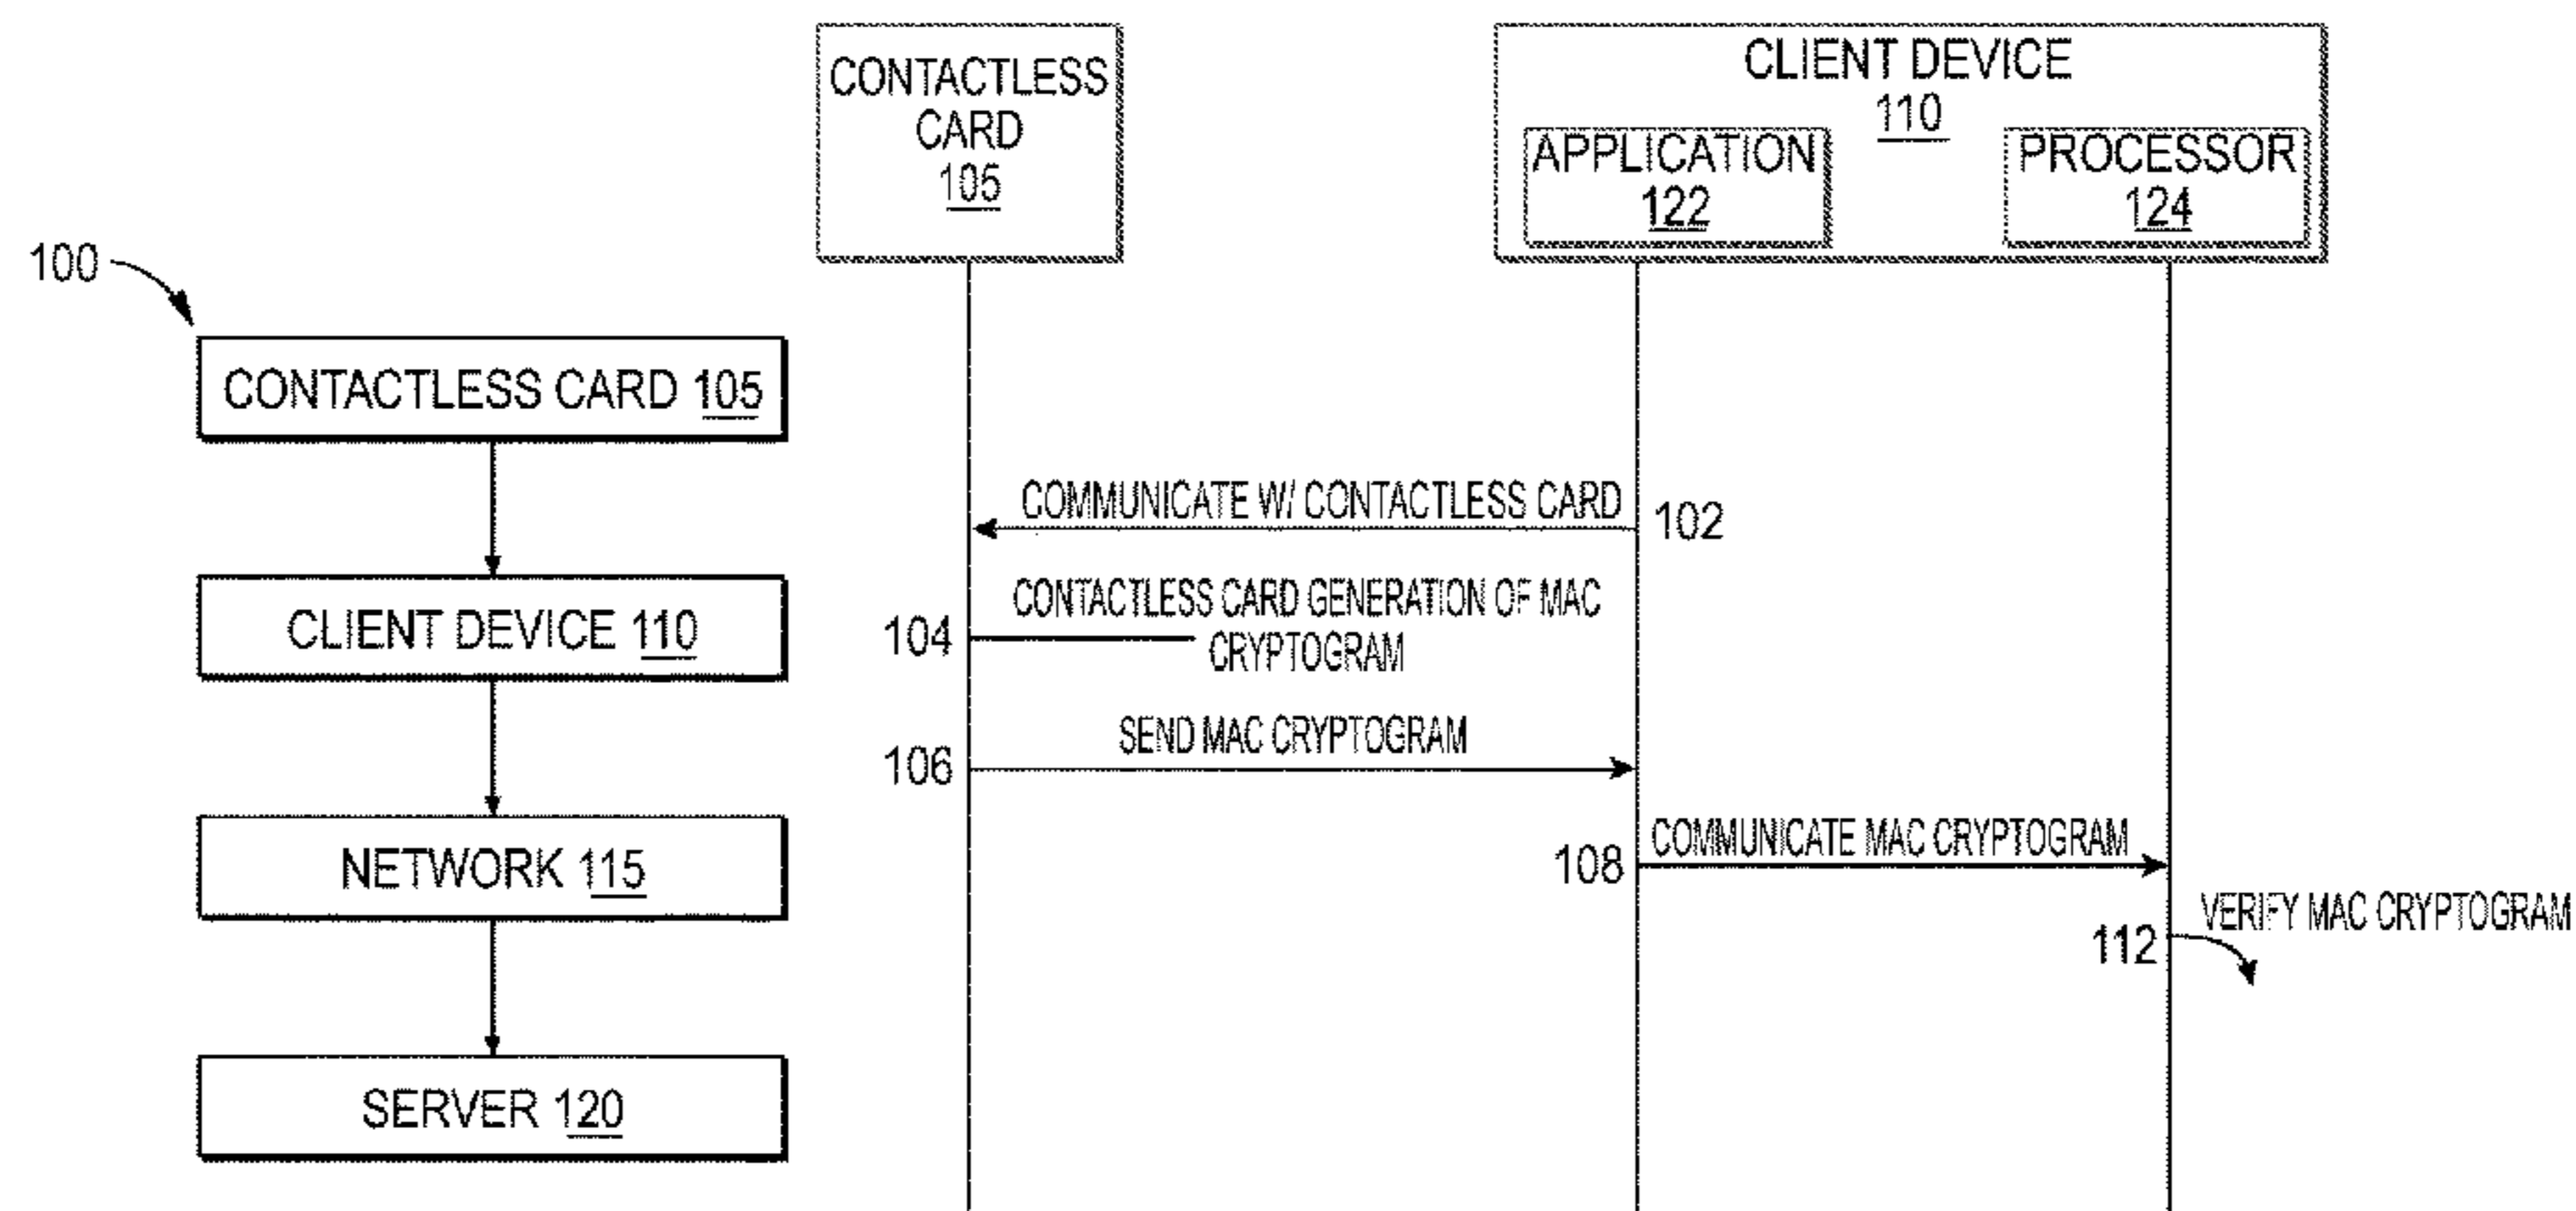 100
CONTACTLESS CARD 105
CLIENT DEVICE 110
NETWORK 115
SERVER 120
CONTACTLESS
CARD
105
CLIENT DEVICE
110
APPLICATION
122
PROCESSOR
124
COMMUNICATE W/ CONTACTLESS CARD
102
CONTACTLESS CARD GENERATION OF MAC
104
CRYPTOGRAM
SEND MAC CRYPTOGRAM
106
COMMUNICATE MAC CRYPTOGRAM
108
VERIFY MAC CRYPTOGRAM
112